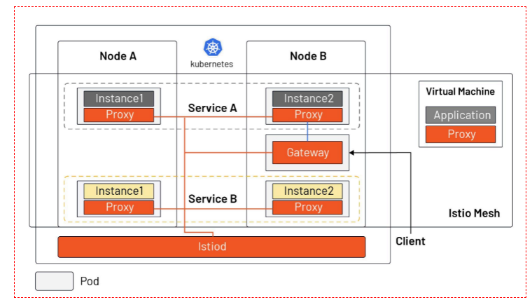 Node A
kubernetes
Node B
Virtual Machine
Application
Proxy
Instance1
Proxy
Service A
Instance2
Proxy
Gateway
Instance1
Proxy
Service B
Instance2
Proxy
Istio Mesh
Client
Istiod
Pod